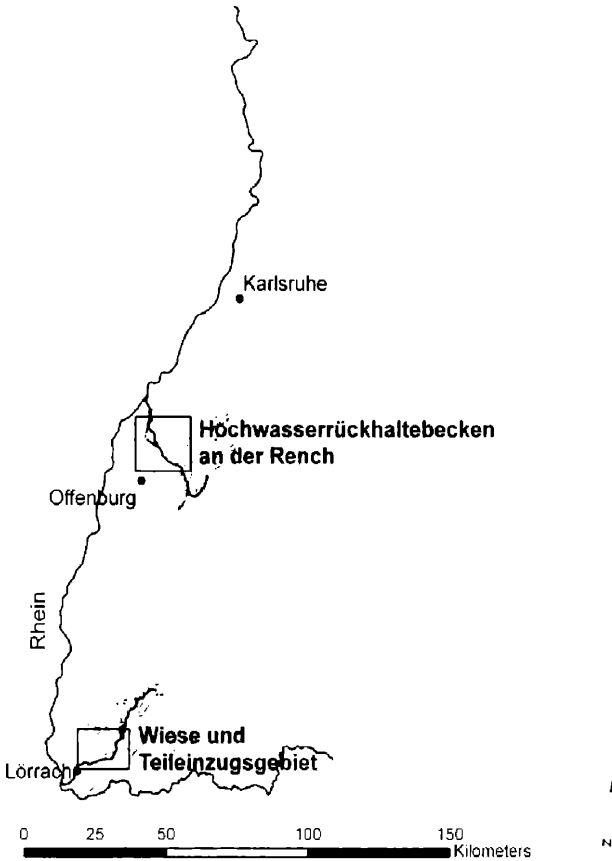 Karlsruhe
Hochwasserrückhaltebecken
an der Rench
Offenburg
Rhein
Wiese und
Teileinzugsgebiet
Lörrach
0 25 50 100 150
Kilometers
N